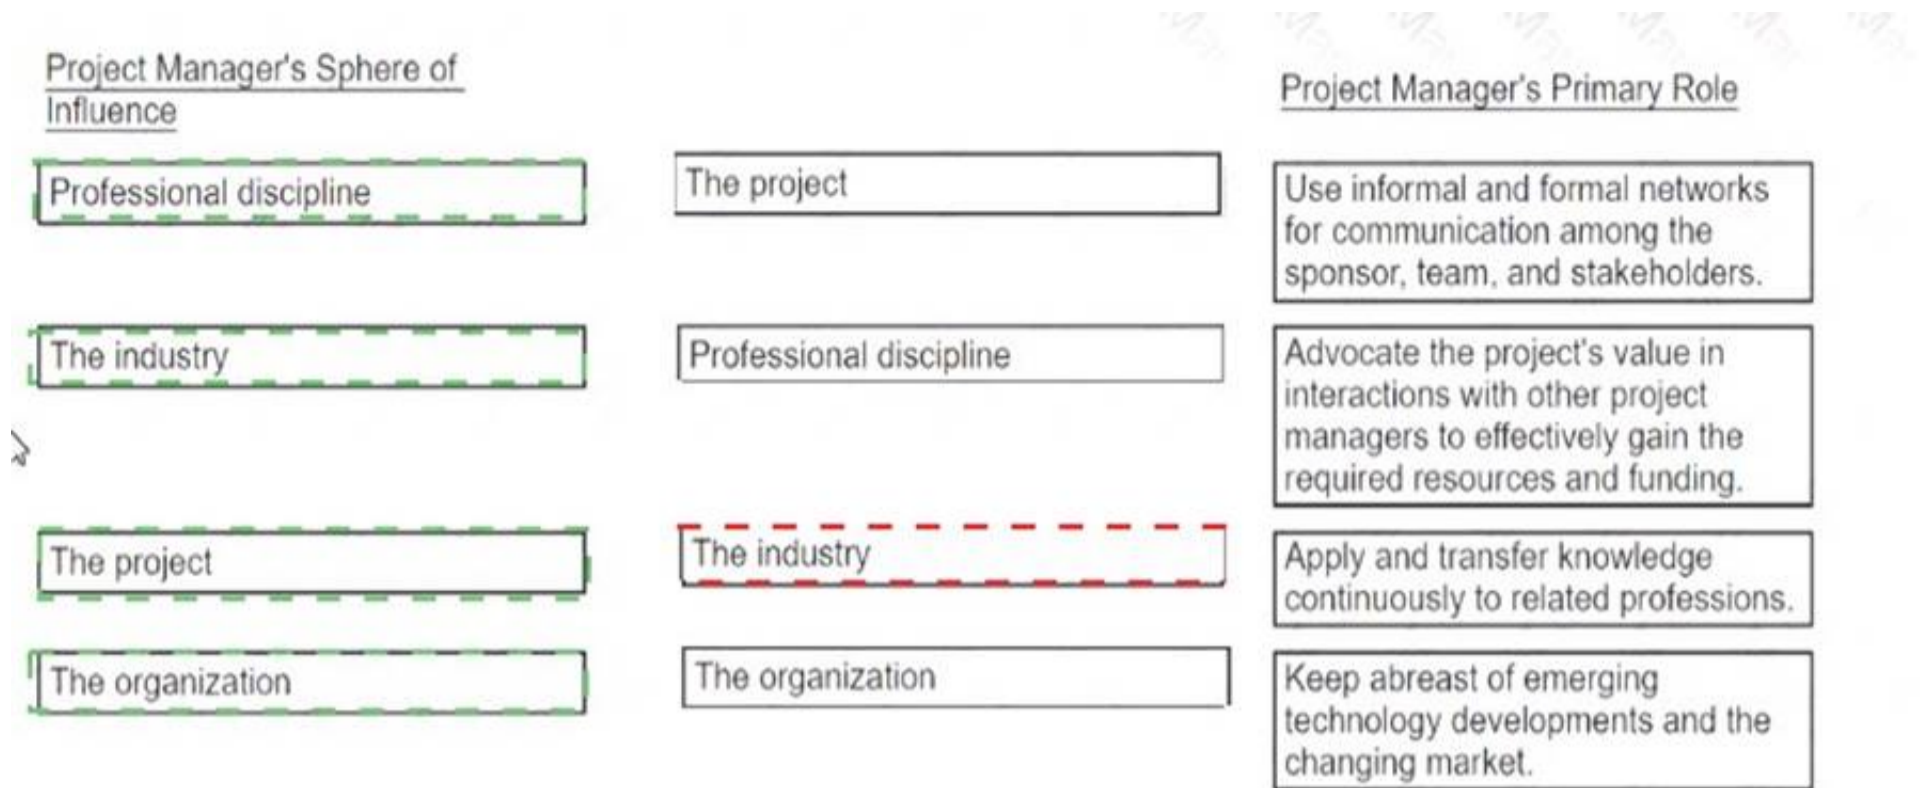 Project Manager's Sphere of
Influence
Project Manager's Primary Role
Professional discipline
The project
Use informal and formal networks
for communication among the
sponsor, team, and stakeholders.
The industry
Professional discipline
Advocate the project's value in
interactions with other project
managers to effectively gain the
required resources and funding.
The project
The industry
Apply and transfer knowledge
continuously to related professions.
The organization
The organization
Keep abreast of emerging
technology developments and the
changing market.